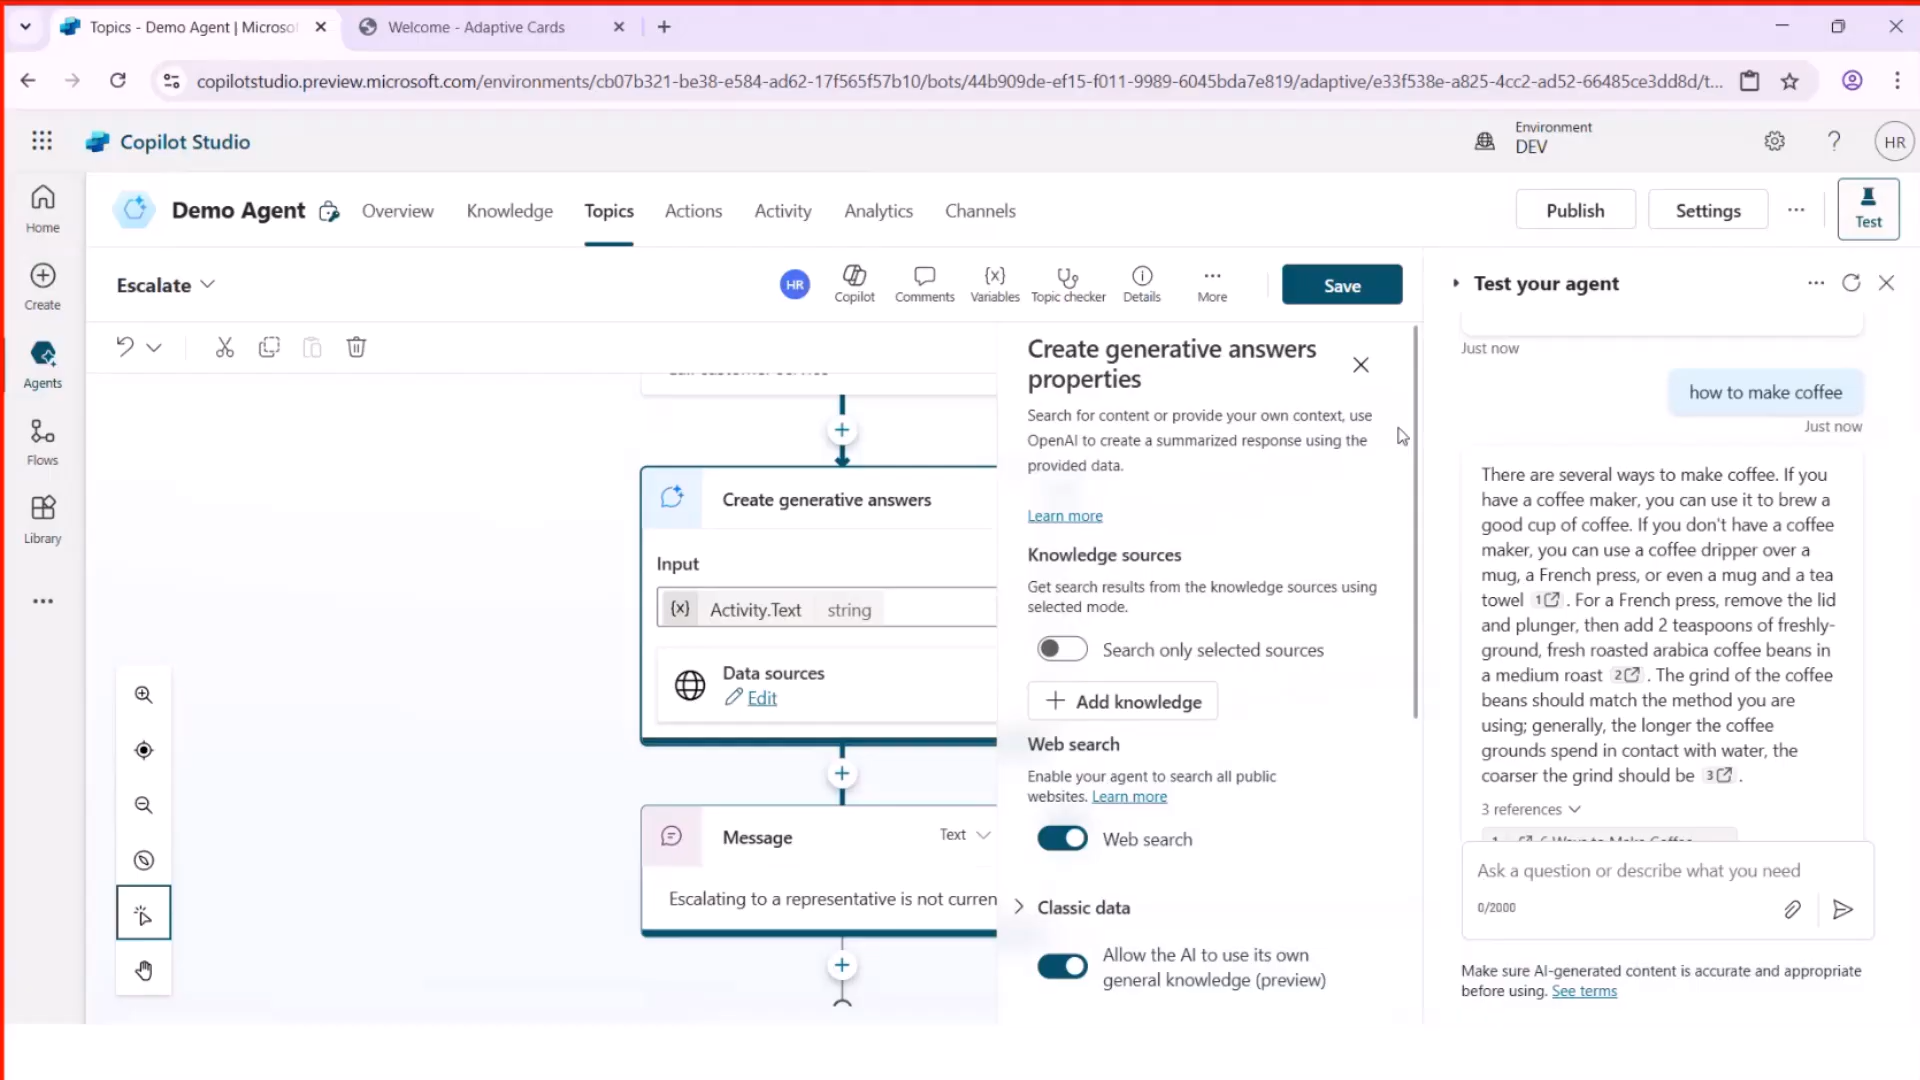 Topics - Demo Agent | Microso
Welcome - Adaptive Cards
copilotstudio.preview.microsoft.com/environments/cb07b321-be38-e584-ad62-17f565f57b10/bots/44b909de-ef15-f011-9989-6045bda7e819/adaptive/e33f538e-a825-4cc2-ad52-66485ce3dd8d/t...
Copilot Studio
Environment
DEV
HR
Home
Create
Agents
Flows
Library
Demo Agent
Overview
Knowledge
Topics
Actions
Activity
Analytics
Channels
Publish
Settings
Test
Escalate
HR
Copilot
Comments
{x}
Variables
Topic checker
Details
More
Save
Create generative answers
Input
{x} Activity.Text string
Data sources
Edit
Message
Text
Escalating to a representative is not curren
Create generative answers
properties
Search for content or provide your own context, use
OpenAI to create a summarized response using the
provided data.
Learn more
Knowledge sources
Get search results from the knowledge sources using
selected mode.
Search only selected sources
Add knowledge
Web search
Enable your agent to search all public
websites. Learn more
Web search
Classic data
Allow the AI to use its own
general knowledge (preview)
Test your agent
Just now
how to make coffee
Just now
There are several ways to make coffee. If you
have a coffee maker, you can use it to brew a
good cup of coffee. If you don't have a coffee
maker, you can use a coffee dripper over a
mug, a French press, or even a mug and a tea
towel 1 . For a French press, remove the lid
and plunger, then add 2 teaspoons of freshly-
ground, fresh roasted arabica coffee beans in
a medium roast 2 . The grind of the coffee
beans should match the method you are
using; generally, the longer the coffee
grounds spend in contact with water, the
coarser the grind should be 3 .
3 references
1 6 Ways to Make Coffee
Ask a question or describe what you need
0/2000
Make sure AI-generated content is accurate and appropriate
before using. See terms